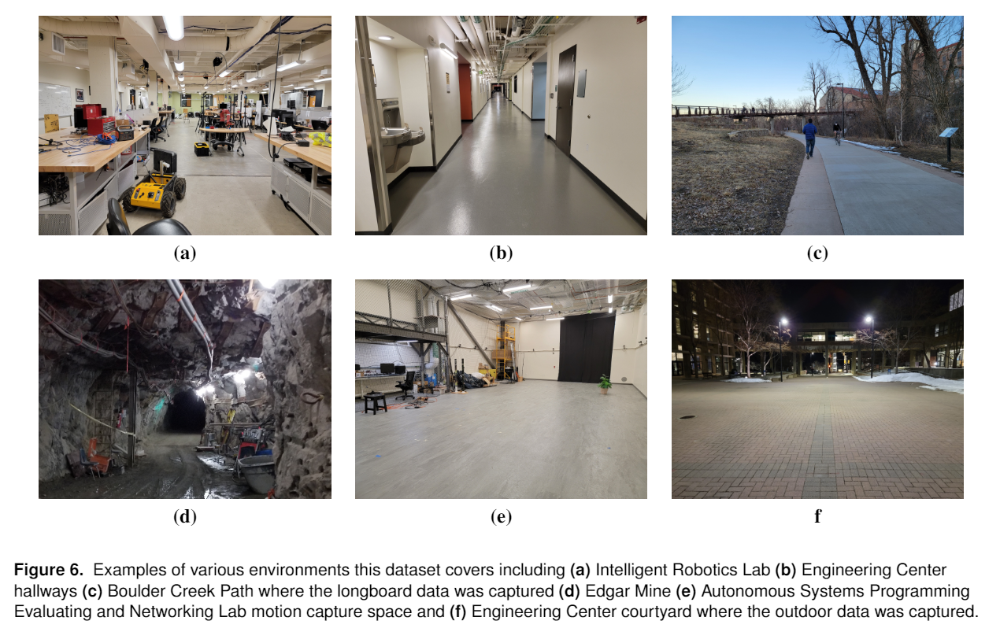 (a) (b) (c)
(d) (e) f
Figure 6. Examples of various environments this dataset covers including (a) Intelligent Robotics Lab (b) Engineering Center
hallways (c) Boulder Creek Path where the longboard data was captured (d) Edgar Mine (e) Autonomous Systems Programming
Evaluating and Networking Lab motion capture space and (f) Engineering Center courtyard where the outdoor data was captured.